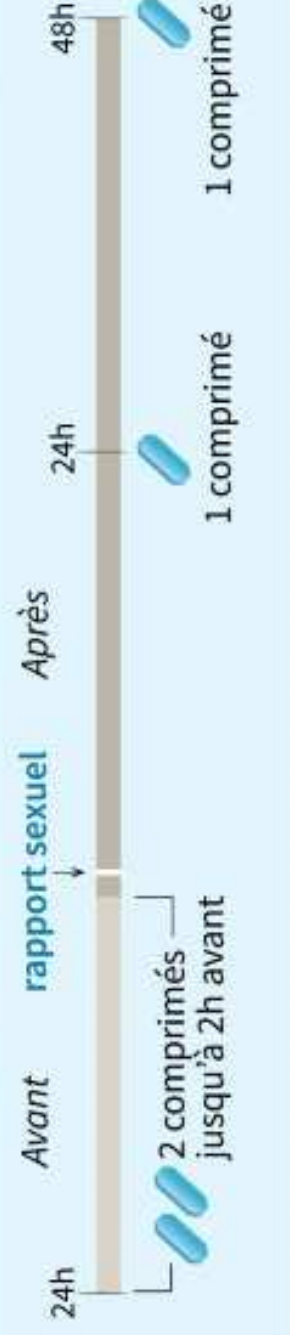 Avant
rapport sexuel
Après
24h
24h
48h
2 comprimés
jusqu'à 2h avant
1 comprimé
1 comprimé